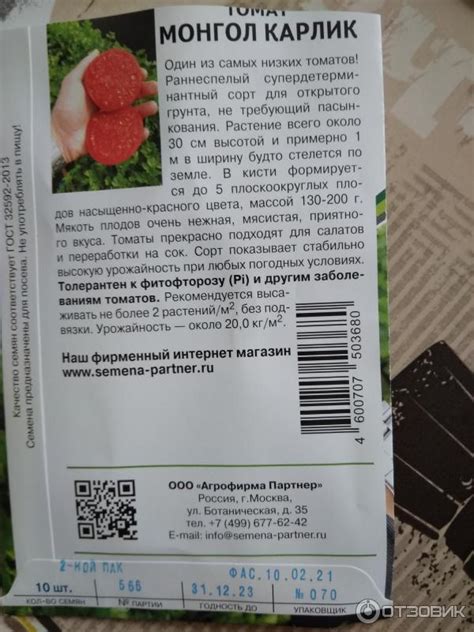 ТОМАТ
МОНГОЛ КАРЛИК
Один из самых низких томатов!
Раннеспелый супердетерми-
нантный сорт для открытого
грунта, не требующий пасын-
кования. Растение всего около
30 см высотой и примерно 1
м в ширину будто стелется по
земле. В кисти формирует-
ся до 5 плоскоокруглых пло-
дов насыщенно-красного цвета, массой 130-200 г.
Мякоть плодов очень нежная, мясистая, приятно-
го вкуса. Томаты прекрасно подходят для салатов
и переработки на сок. Сорт показывает стабильно
высокую урожайность при любых погодных условиях.
Толерантен к фитофторозу (Pi) и другим заболе-
ваниям томатов. Рекомендуется выса-
живать не более 2 растений/м², без под-
вязки. Урожайность — около 20,0 кг/м².
Наш фирменный интернет магазин
www.semena-partner.ru
4 600707 503680
Качество семян соответствует ГОСТ 32592-2013
Семена предназначены для посева. Не употреблять в пищу!
ООО "Агрофирма Партнер"
Россия, г.Москва,
ул. Ботаническая, д. 35
тел. +7 (499) 677-62-42
E-mail: info@semena-partner.ru
2-НОЙ ПАК ФАС.10.02.21
10 шт. 566 31.12.23 № 070
КОЛ-ВО СЕМЯН № ПАРТИИ ГОДНОСТЬ ДО УПАКОВЩИК
ОТЗОВИК